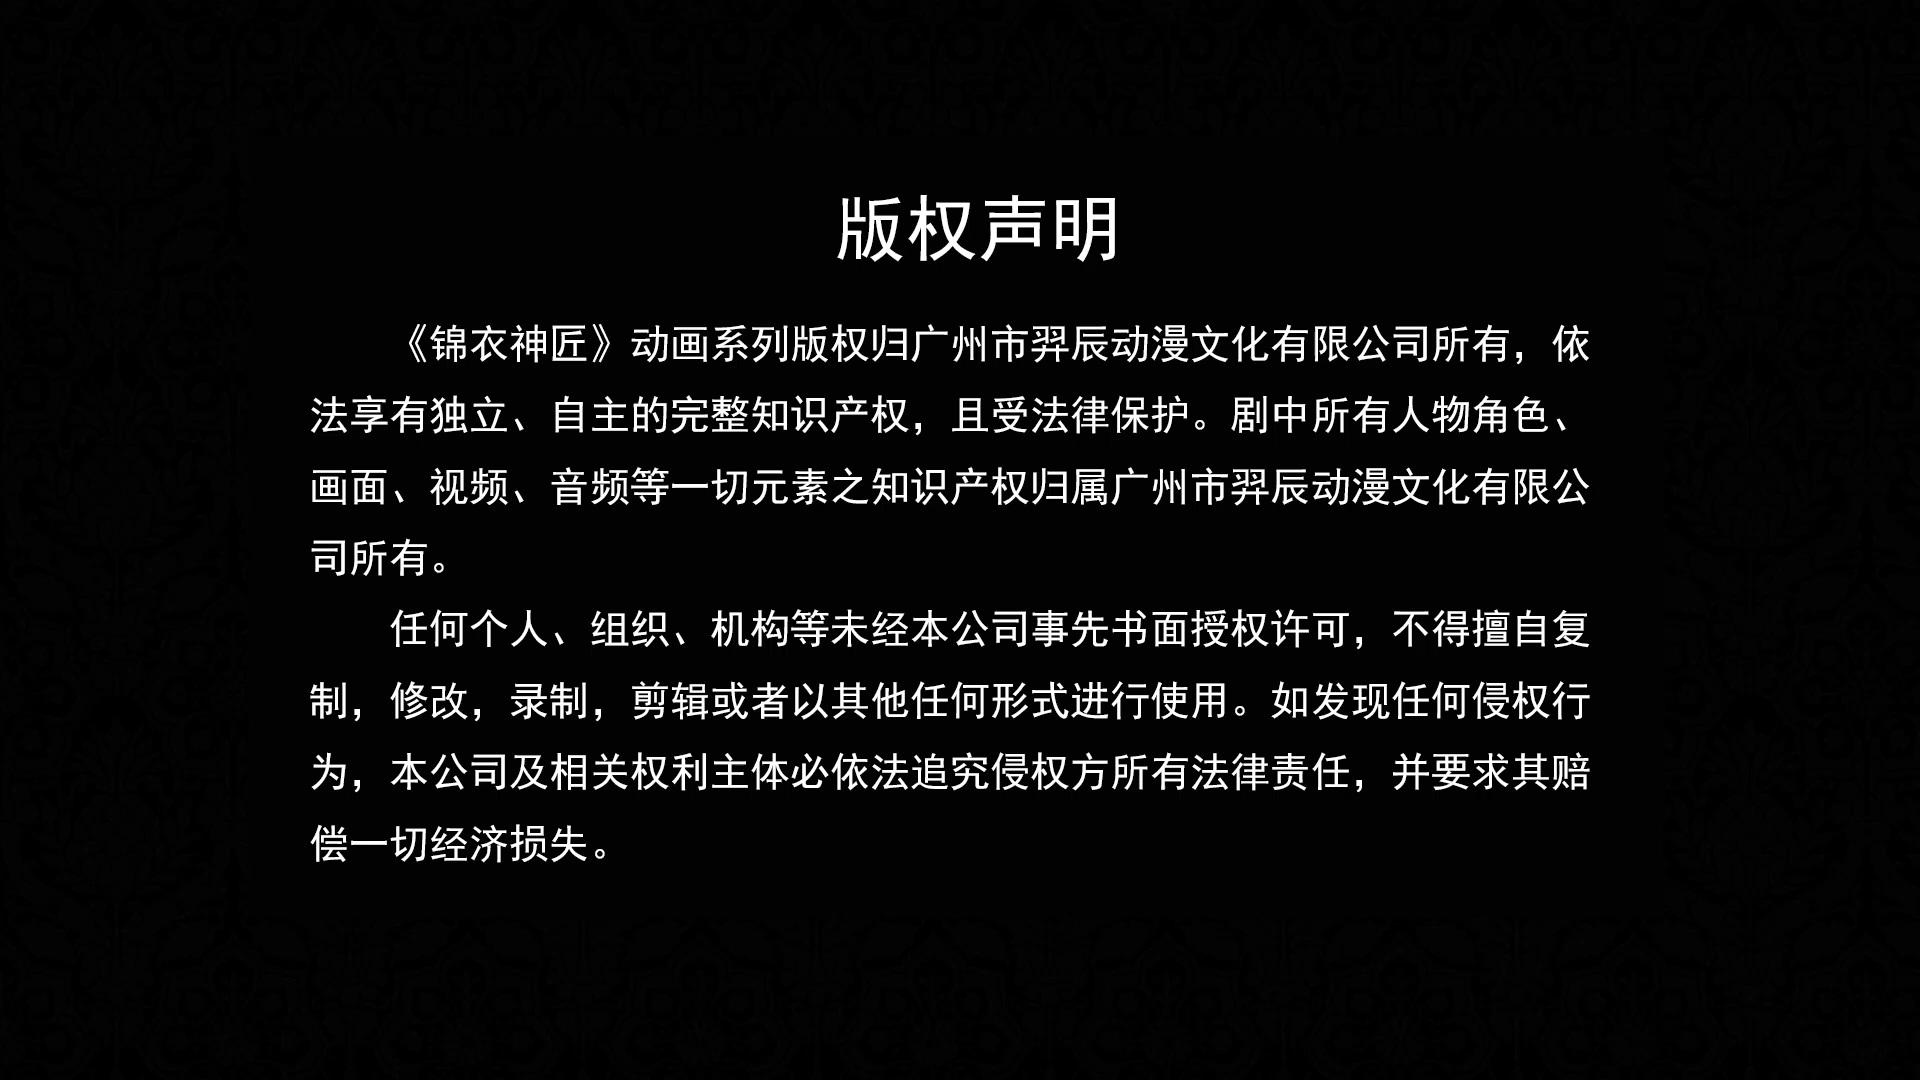 版权声明
《锦衣神匠》动画系列版权归广州市羿辰动漫文化有限公司所有，依
法享有独立、自主的完整知识产权，且受法律保护。剧中所有人物角色、
画面、视频、音频等一切元素之知识产权归属广州市羿辰动漫文化有限公
司所有。
任何个人、组织、机构等未经本公司事先书面授权许可，不得擅自复
制，修改，录制，剪辑或者以其他任何形式进行使用。如发现任何侵权行
为，本公司及相关权利主体必依法追究侵权方所有法律责任，并要求其赔
偿一切经济损失。